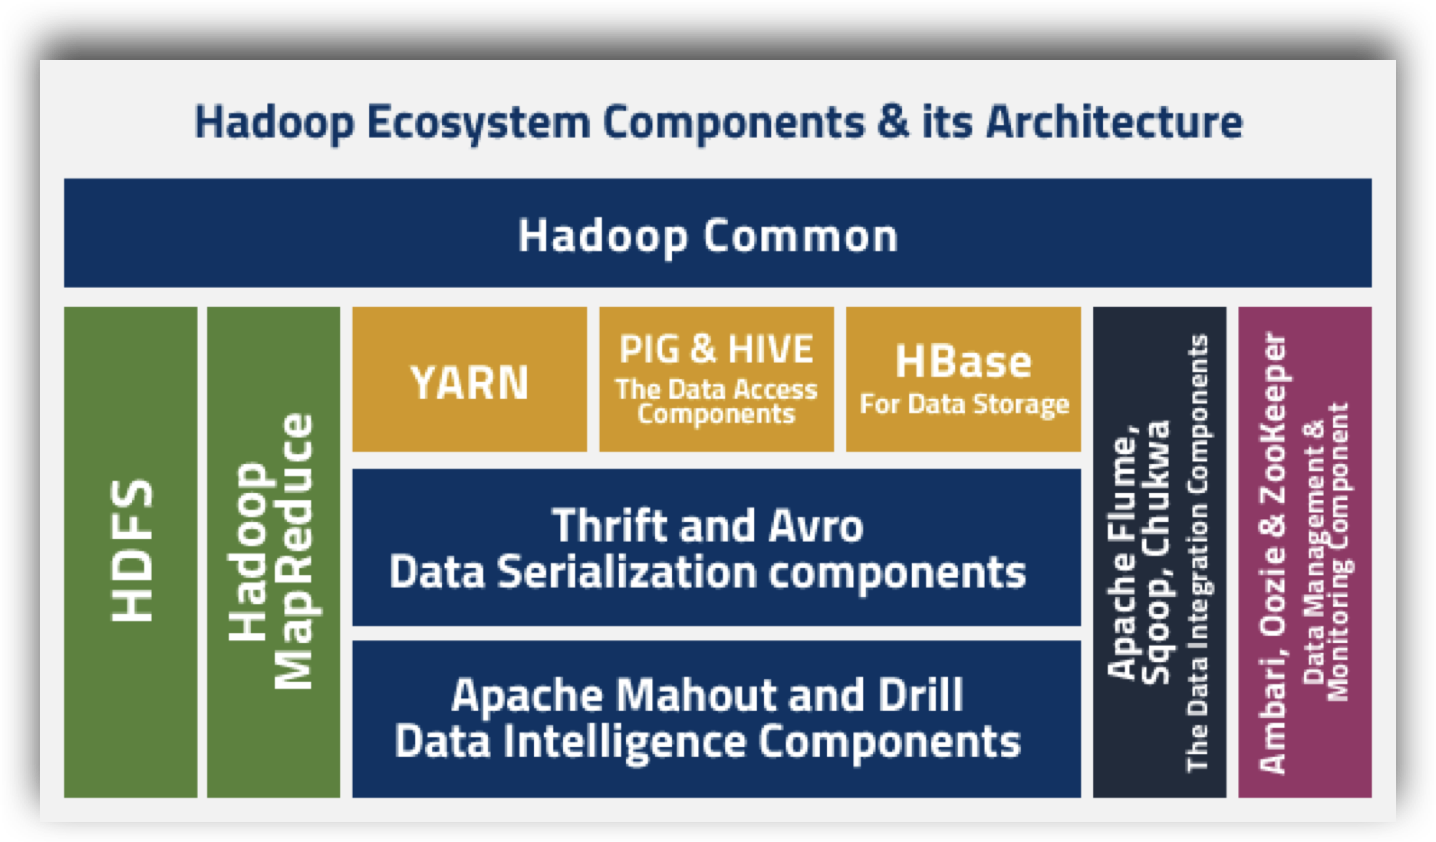 Hadoop Ecosystem Components & its Architecture
Hadoop Common
HDFS
Hadoop
MapReduce
YARN
PIG & HIVE
The Data Access
Components
HBase
For Data Storage
Thrift and Avro
Data Serialization components
Apache Mahout and Drill
Data Intelligence Components
Apache Flume,
Sqoop, Chukwa
The Data Integration Components
Ambari, Oozie & ZooKeeper
Data Management &
Monitoring Component